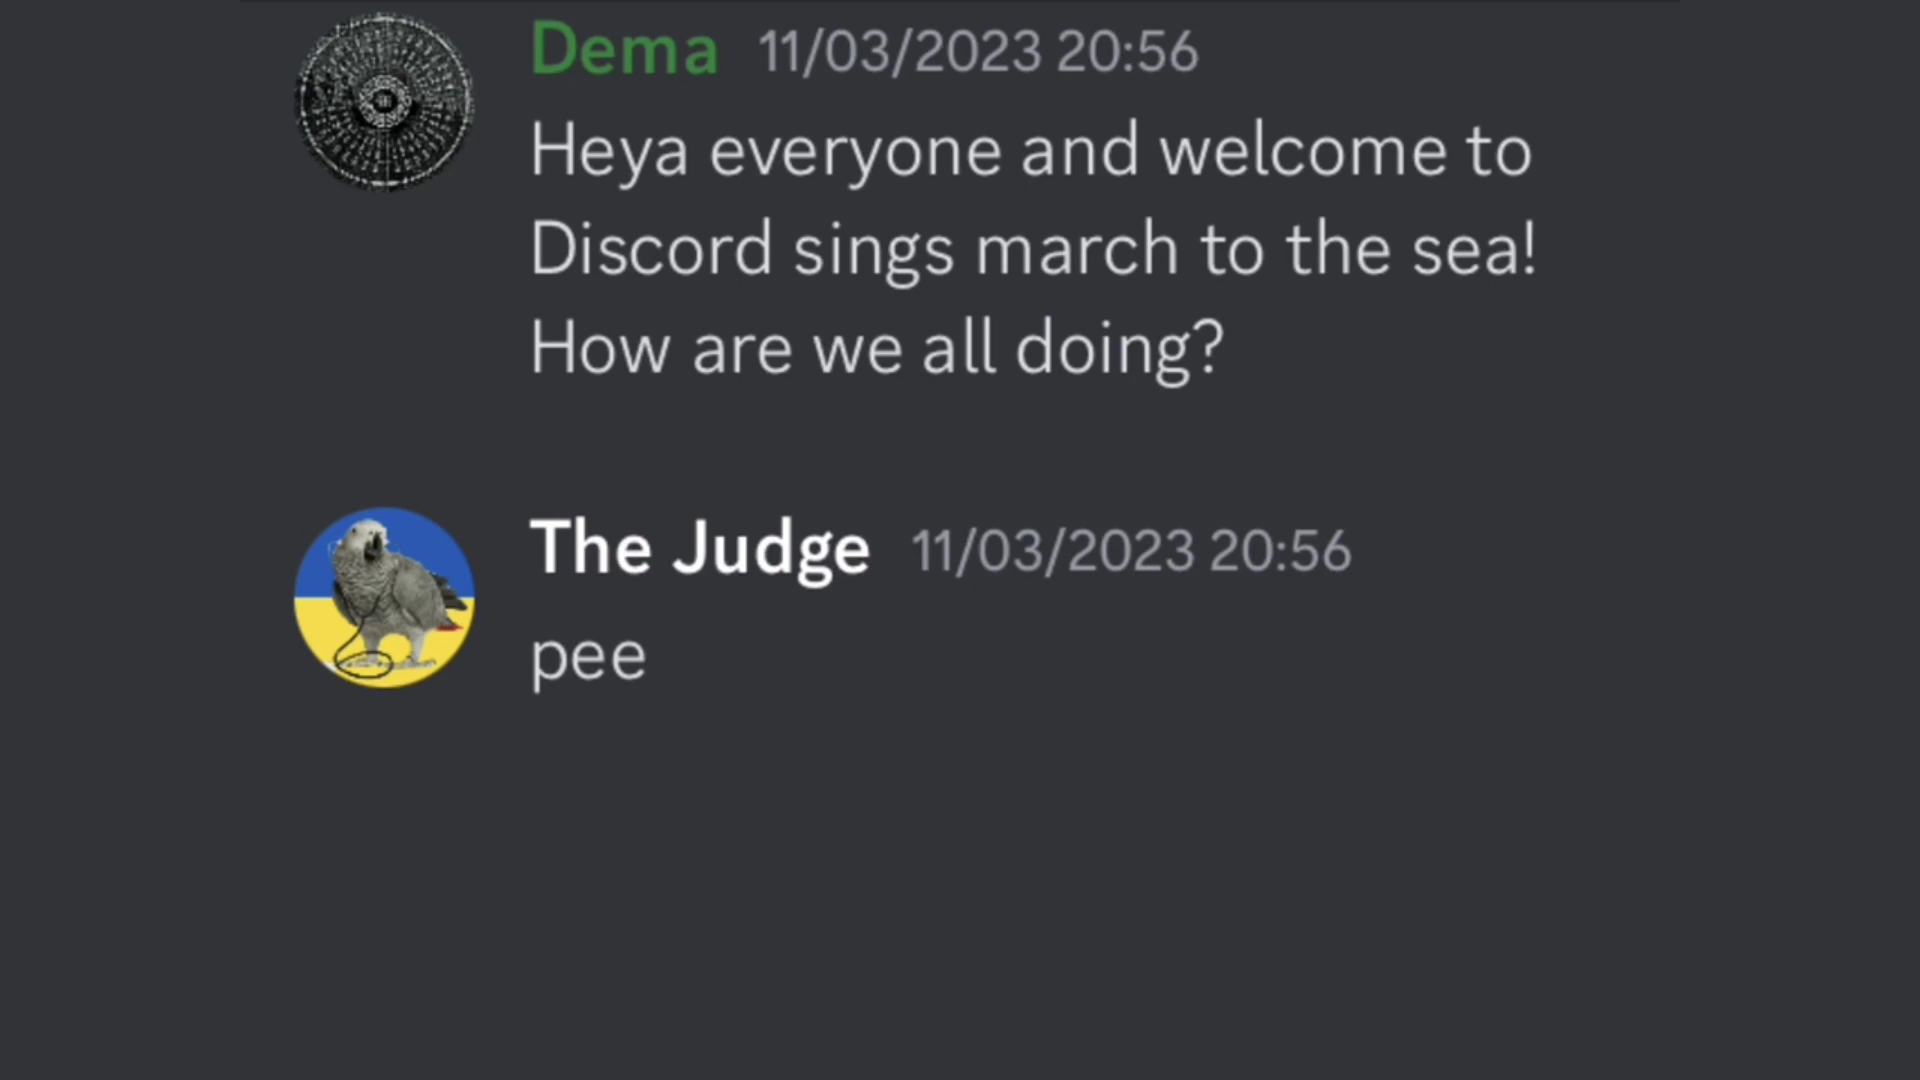 Dema 11/03/2023 20:56
Heya everyone and welcome to
Discord sings march to the sea!
How are we all doing?
The Judge 11/03/2023 20:56
pee